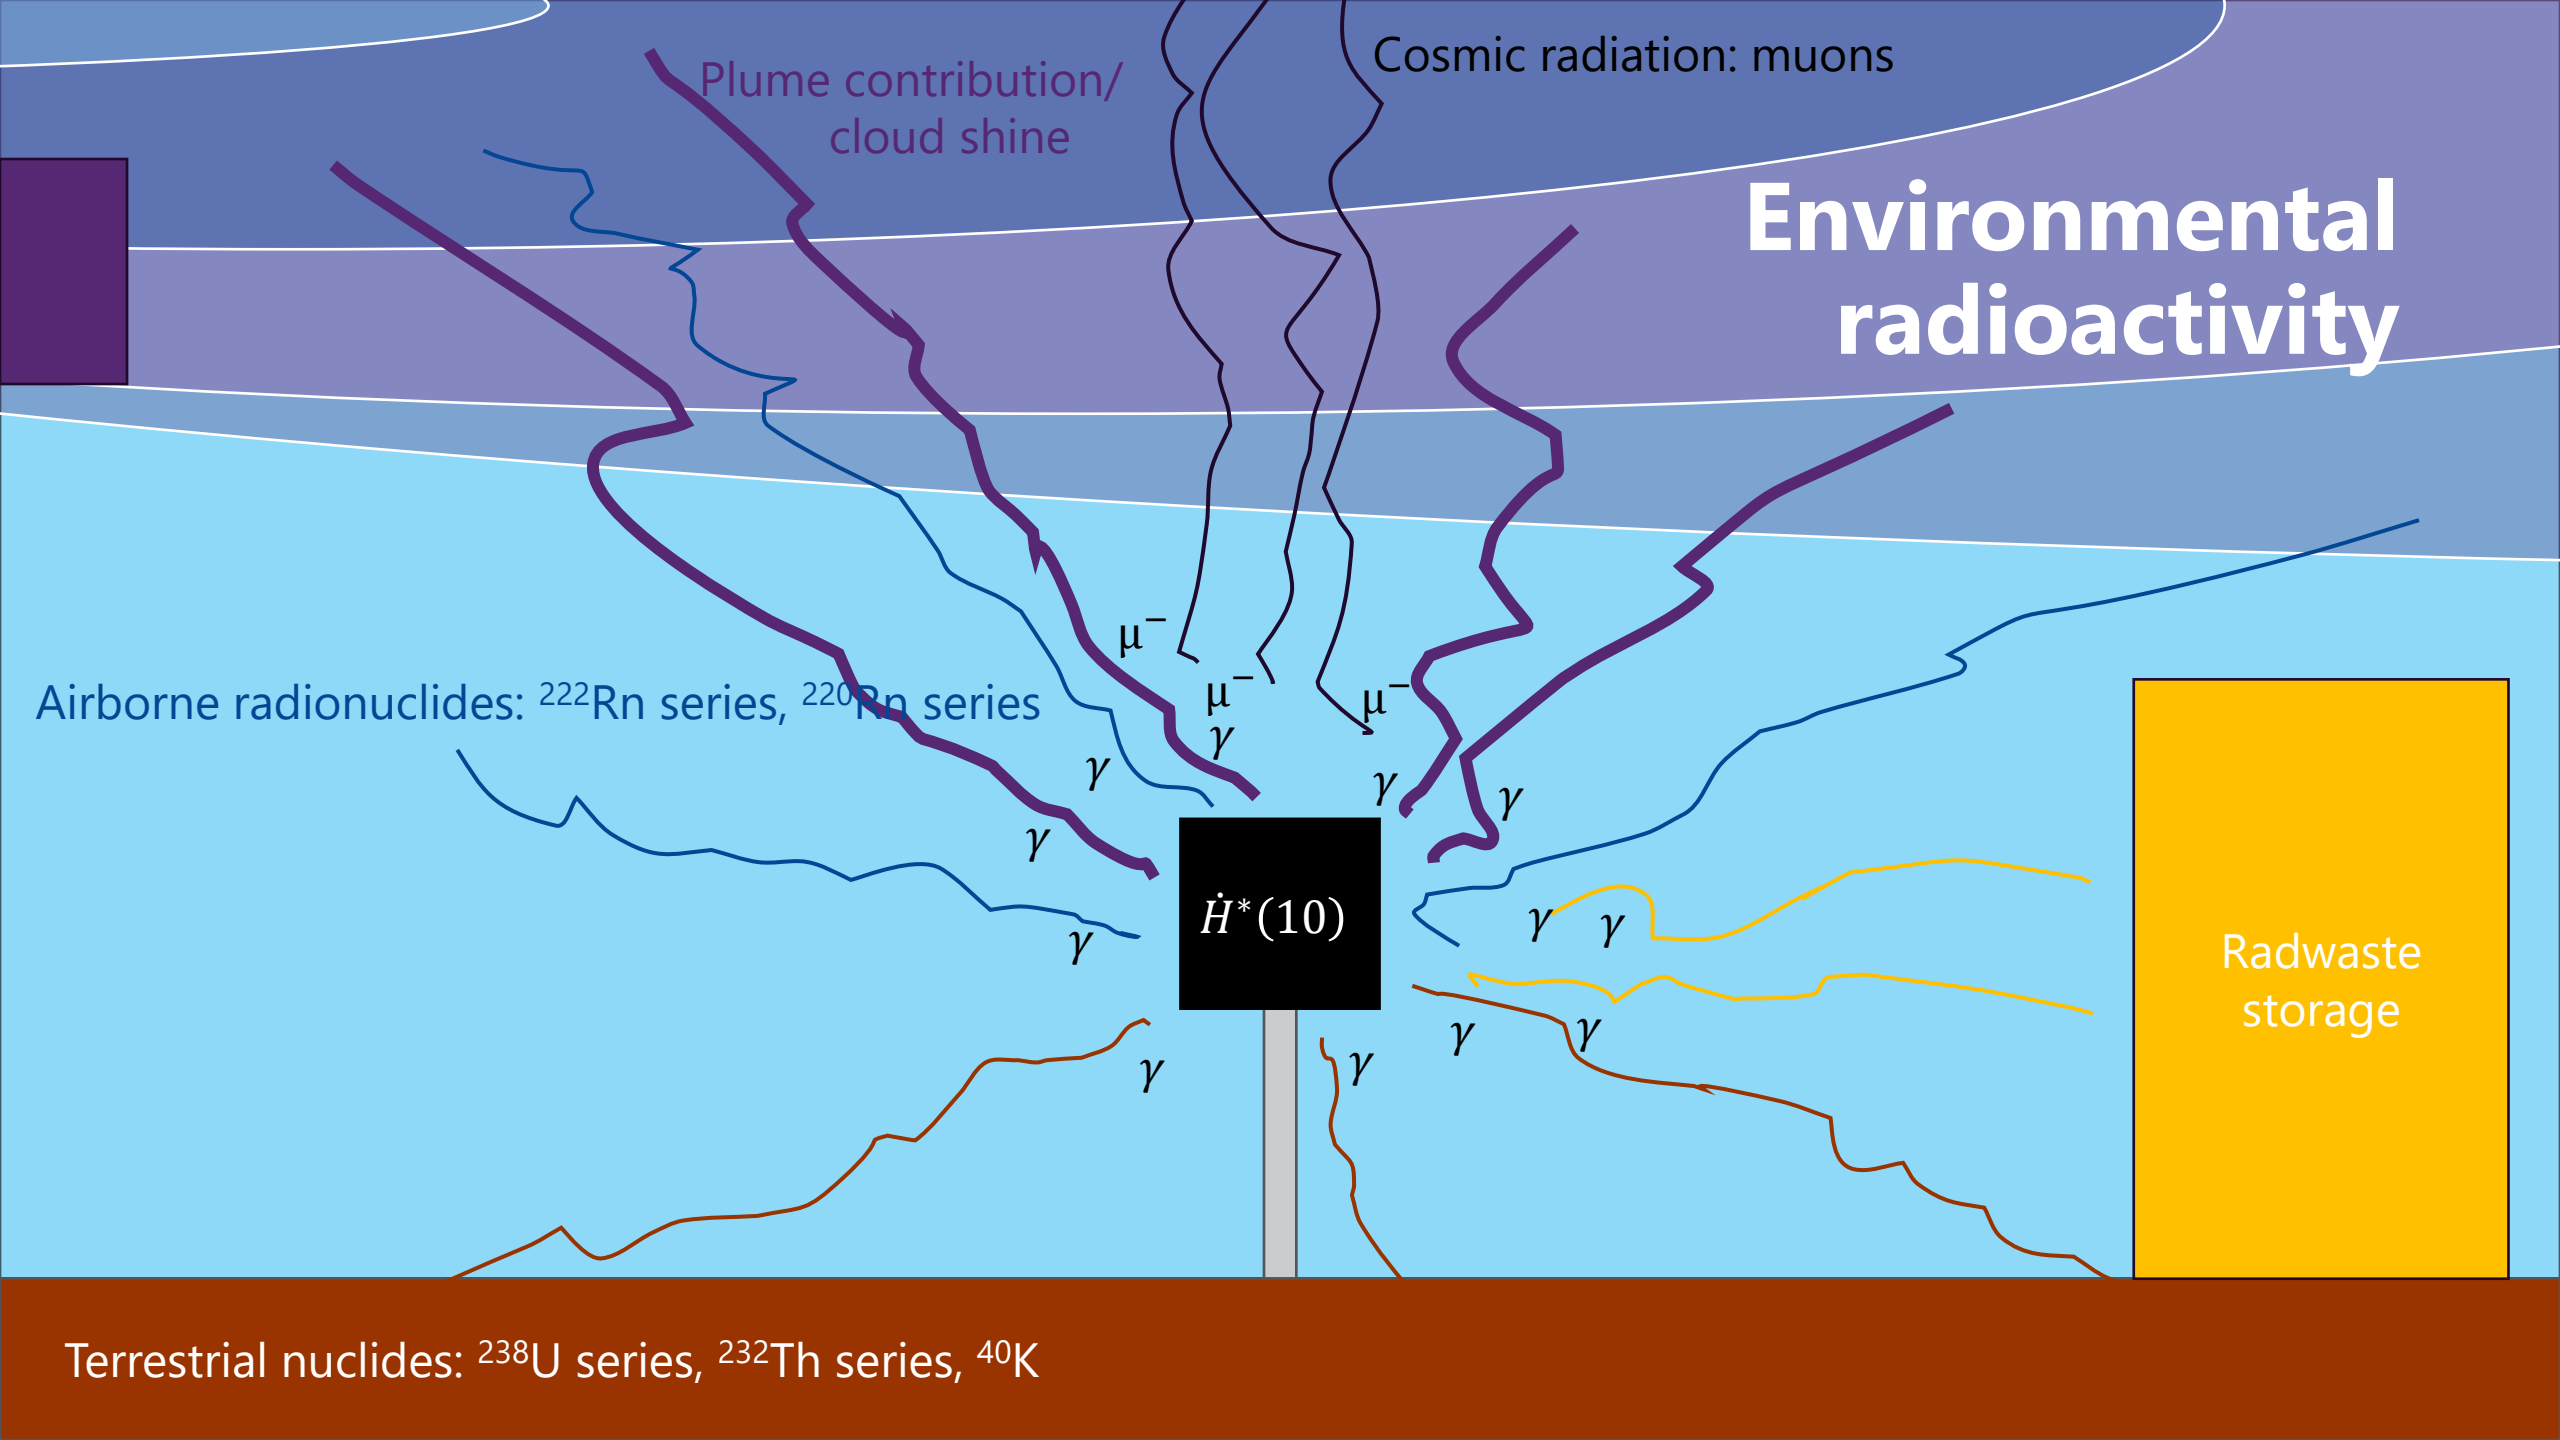 Cosmic radiation: muons
Plume contribution/
cloud shine
Environmental
radioactivity
μ⁻
Airborne radionuclides: ²²²Rn series, ²²⁰Rn series
μ⁻
μ⁻
γ
γ
γ
γ
γ
Ḣ*(10)
γ
γ
γ
Radwaste
storage
γ
γ
γ
γ
Terrestrial nuclides: ²³⁸U series, ²³²Th series, ⁴⁰K